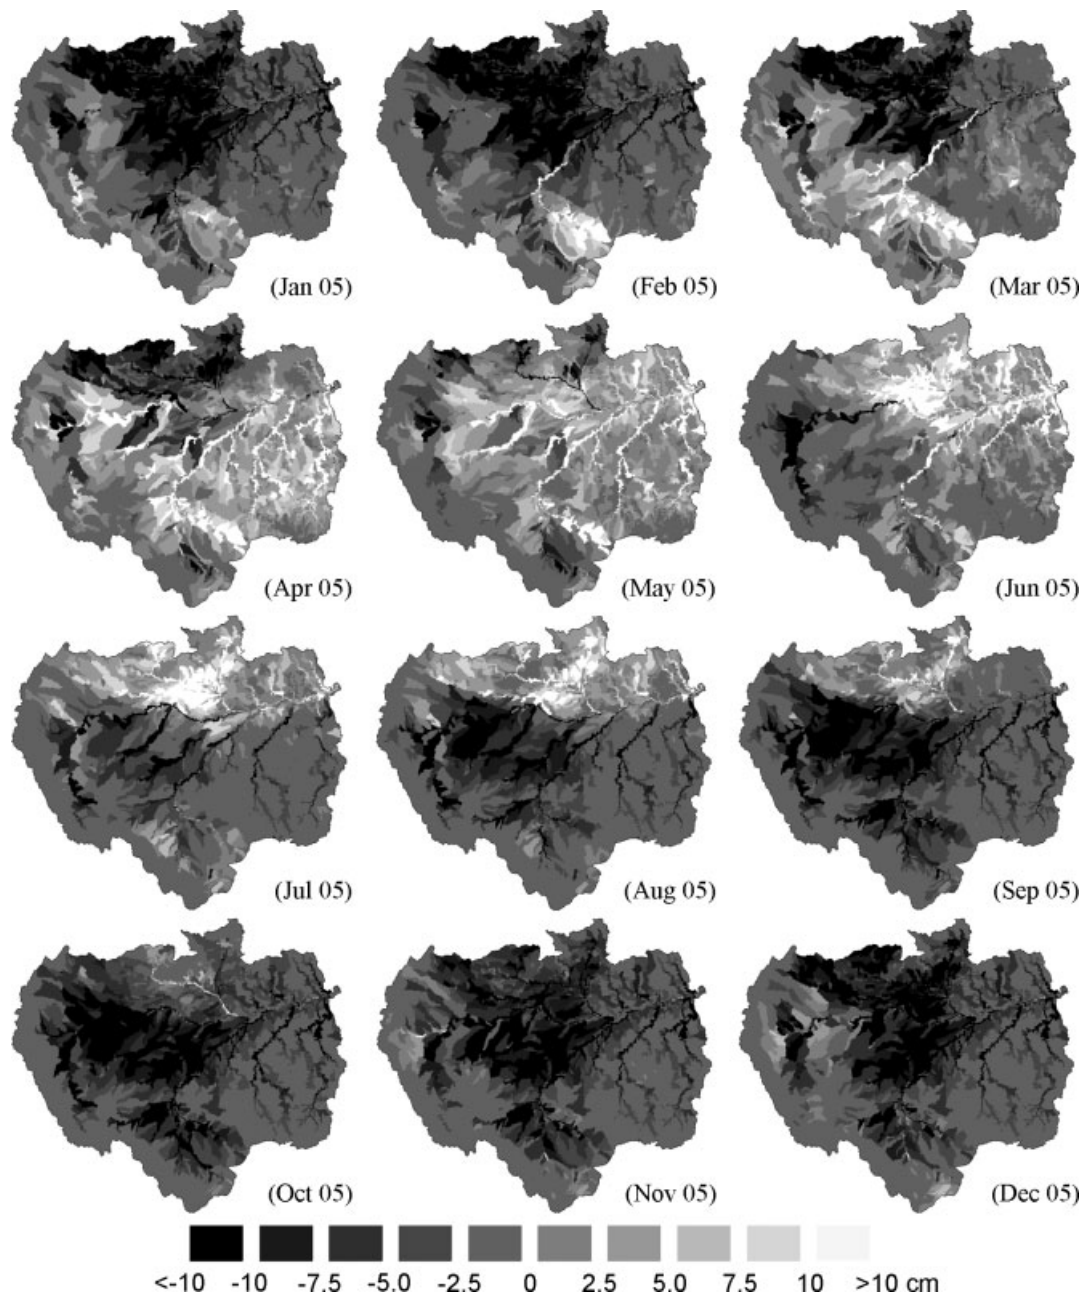 (Jan 05) (Feb 05) (Mar 05)
(Apr 05) (May 05) (Jun 05)
(Jul 05) (Aug 05) (Sep 05)
(Oct 05) (Nov 05) (Dec 05)
<-10 -10 -7.5 -5.0 -2.5 0 2.5 5.0 7.5 10 >10 cm